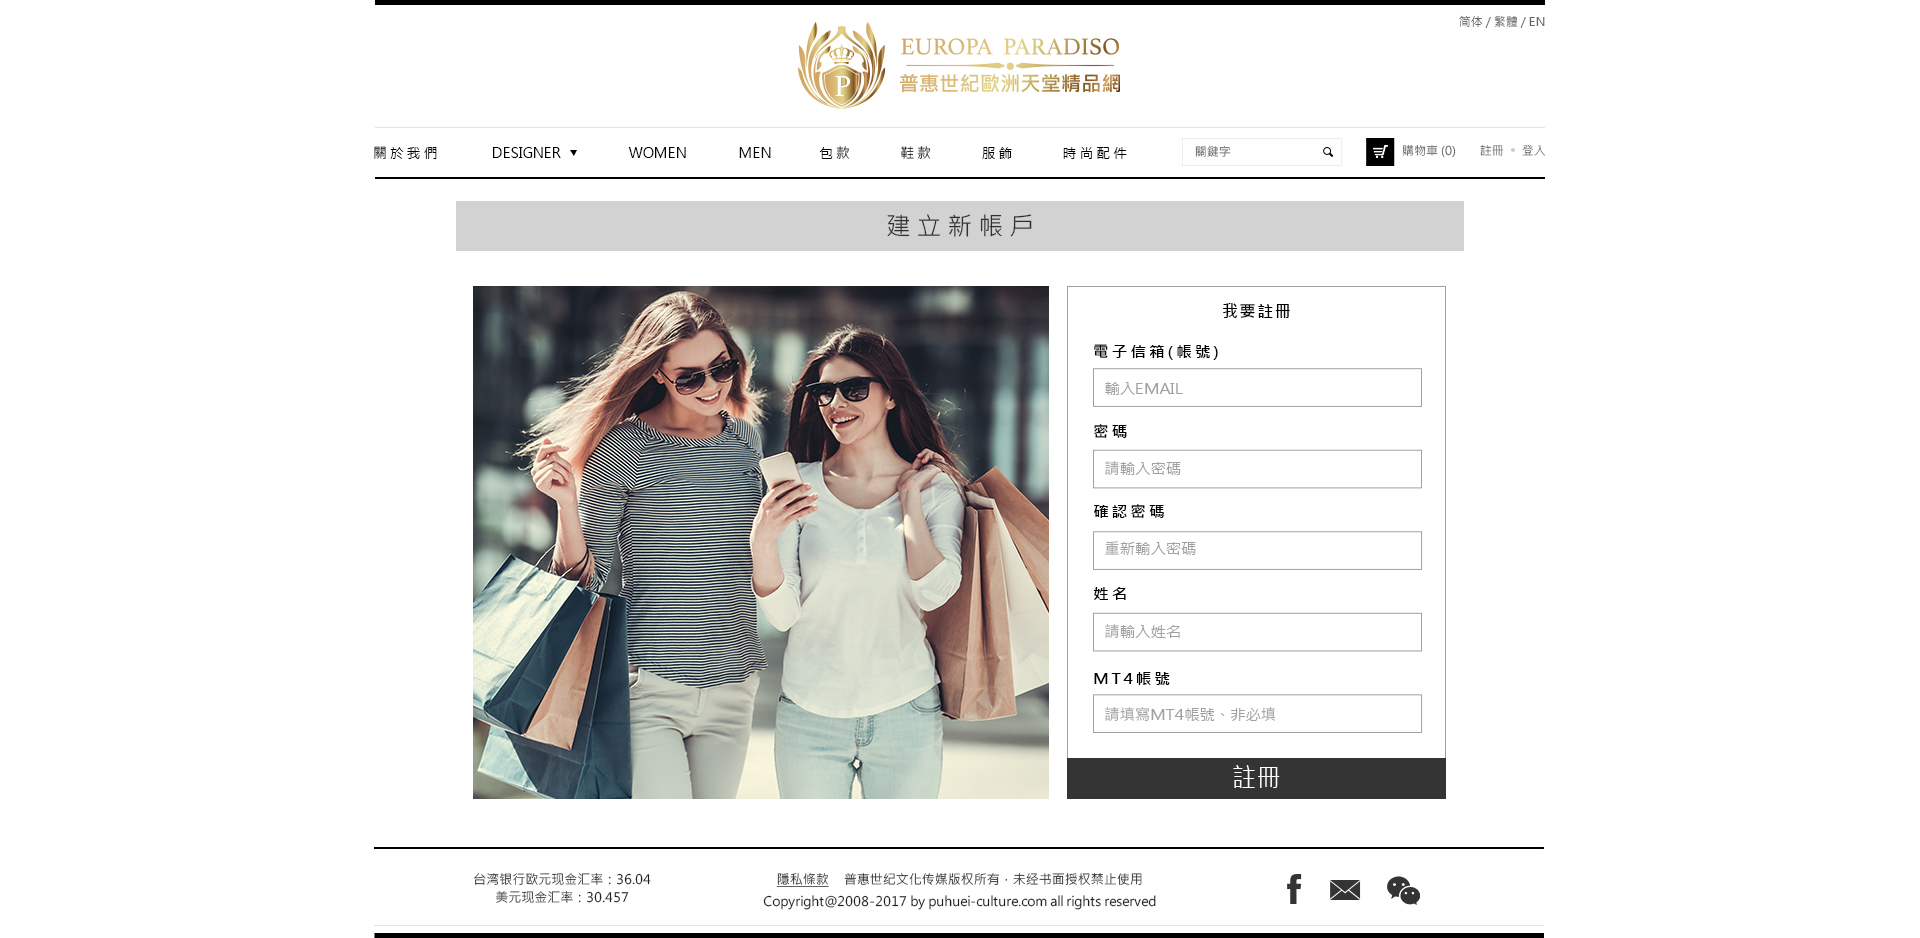 简体 / 繁體 / EN
EUROPA PARADISO
普惠世紀歐洲天堂精品網
P
關於我們 DESIGNER ▼ WOMEN MEN 包款 鞋款 服飾 時尚配件 關鍵字 購物車 (0) 註冊 • 登入
建立新帳戶
我要註冊
電子信箱(帳號)
輸入EMAIL
密碼
請輸入密碼
確認密碼
重新輸入密碼
姓名
請輸入姓名
MT4帳號
請填寫MT4帳號、非必填
註冊
台湾银行欧元现金汇率：36.04
美元现金汇率：30.457
隱私條款 普惠世纪文化传媒版权所有，未经书面授权禁止使用
Copyright@2008-2017 by puhuei-culture.com all rights reserved